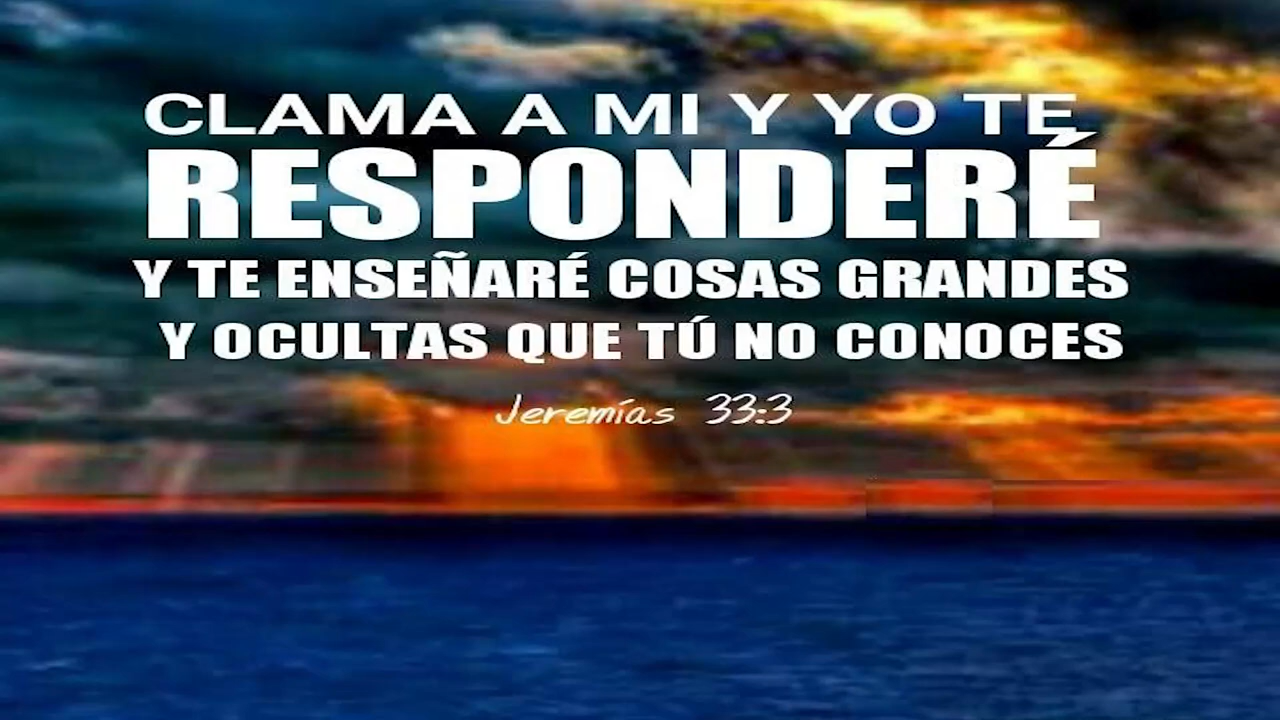 CLAMA A MI Y YO TE
RESPONDERÉ
Y TE ENSEÑARÉ COSAS GRANDES
Y OCULTAS QUE TÚ NO CONOCES
Jeremías 33:3